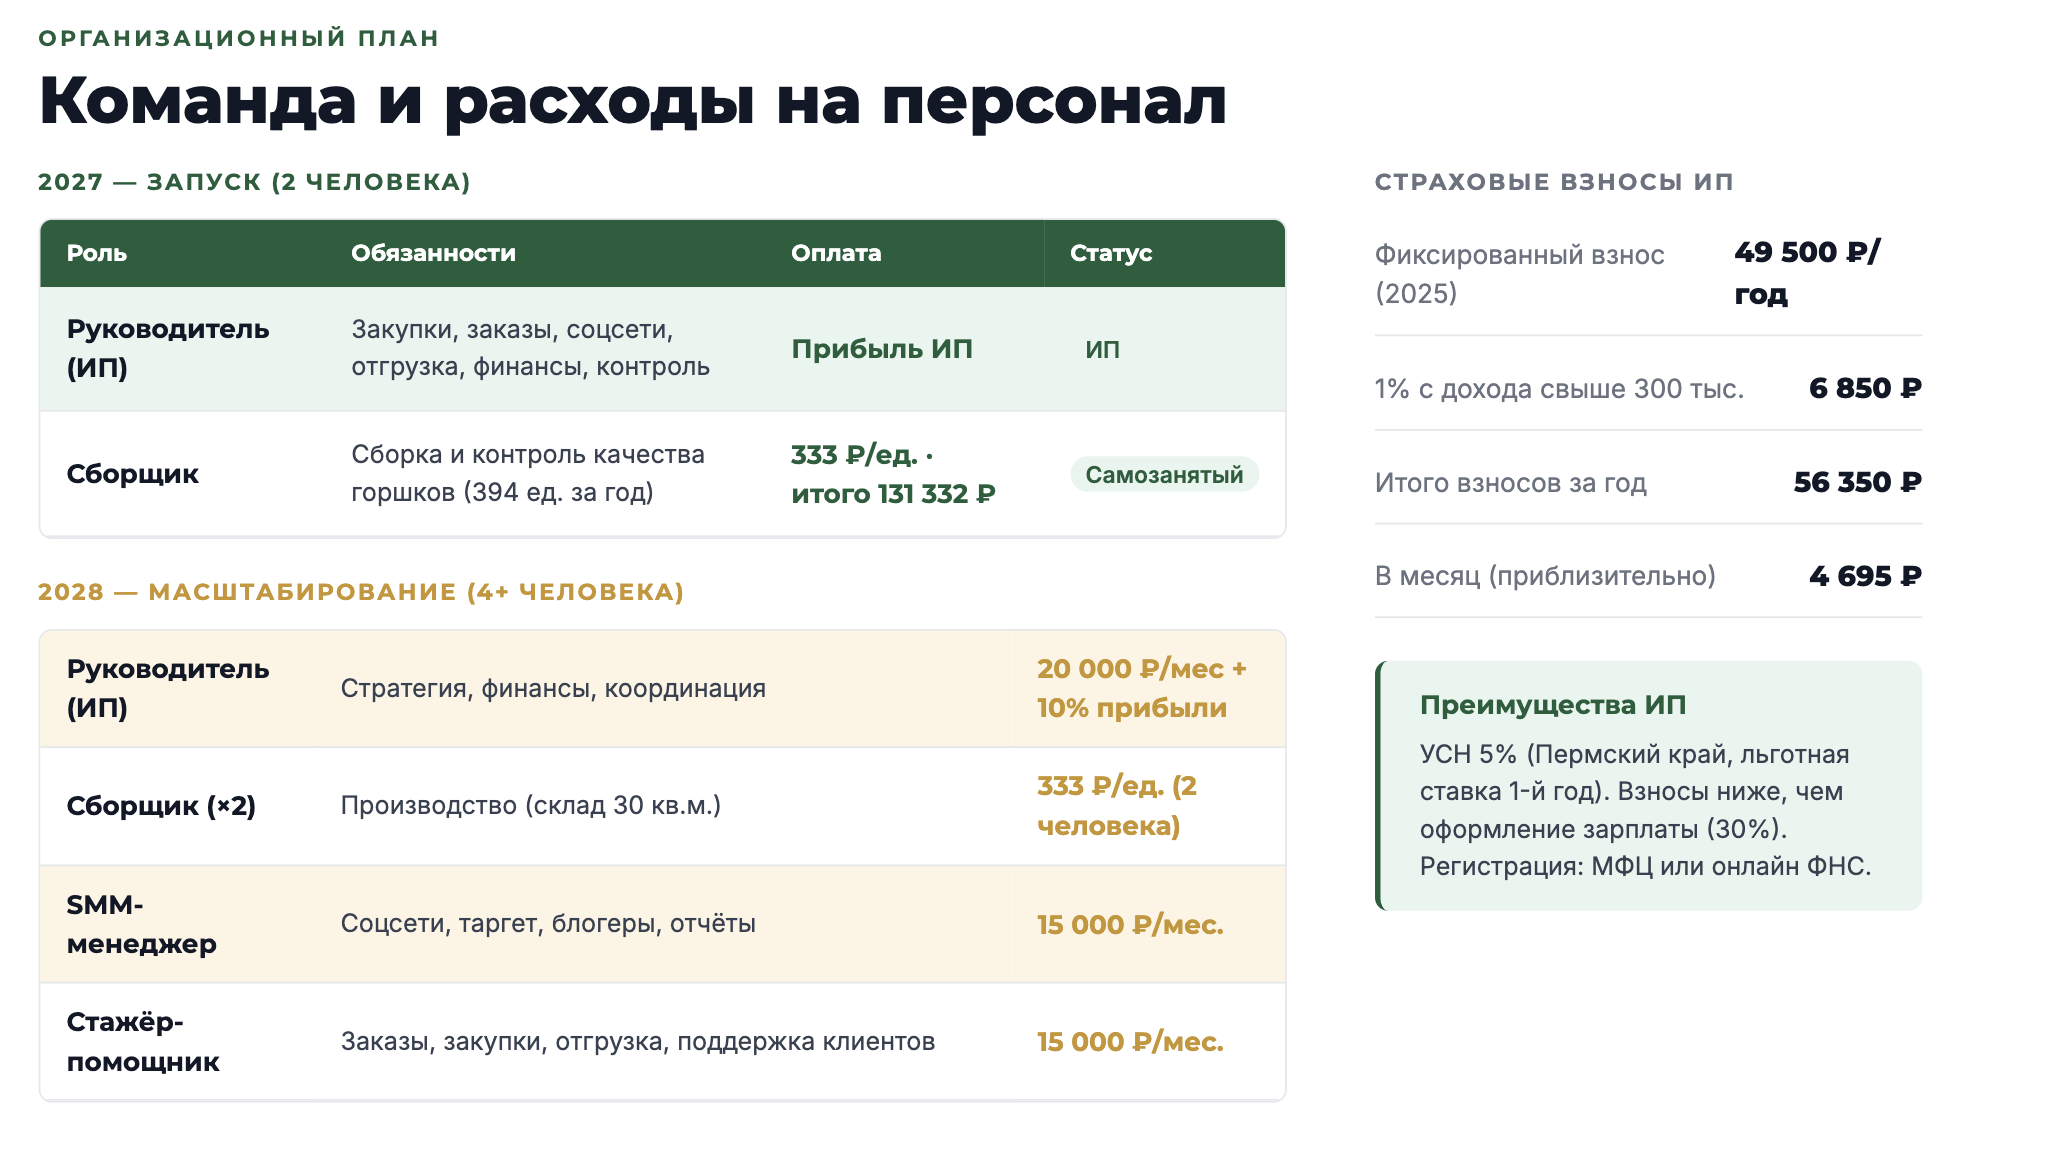 ОРГАНИЗАЦИОННЫЙ ПЛАН
Команда и расходы на персонал
2027 — ЗАПУСК (2 ЧЕЛОВЕКА)
Роль
Обязанности
Оплата
Статус
Руководитель
(ИП)
Закупки, заказы, соцсети,
отгрузка, финансы, контроль
Прибыль ИП
ИП
Сборщик
Сборка и контроль качества
горшков (394 ед. за год)
333 ₽/ед. ·
итого 131 332 ₽
Самозанятый
2028 — МАСШТАБИРОВАНИЕ (4+ ЧЕЛОВЕКА)
Руководитель
(ИП)
Стратегия, финансы, координация
20 000 ₽/мес +
10% прибыли
Сборщик (×2)
Производство (склад 30 кв.м.)
333 ₽/ед. (2
человека)
SMM-
менеджер
Соцсети, таргет, блогеры, отчёты
15 000 ₽/мес.
Стажёр-
помощник
Заказы, закупки, отгрузка, поддержка клиентов
15 000 ₽/мес.
СТРАХОВЫЕ ВЗНОСЫ ИП
Фиксированный взнос
(2025)
49 500 ₽/
год
1% с дохода свыше 300 тыс.
6 850 ₽
Итого взносов за год
56 350 ₽
В месяц (приблизительно)
4 695 ₽
Преимущества ИП
УСН 5% (Пермский край, льготная
ставка 1-й год). Взносы ниже, чем
оформление зарплаты (30%).
Регистрация: МФЦ или онлайн ФНС.